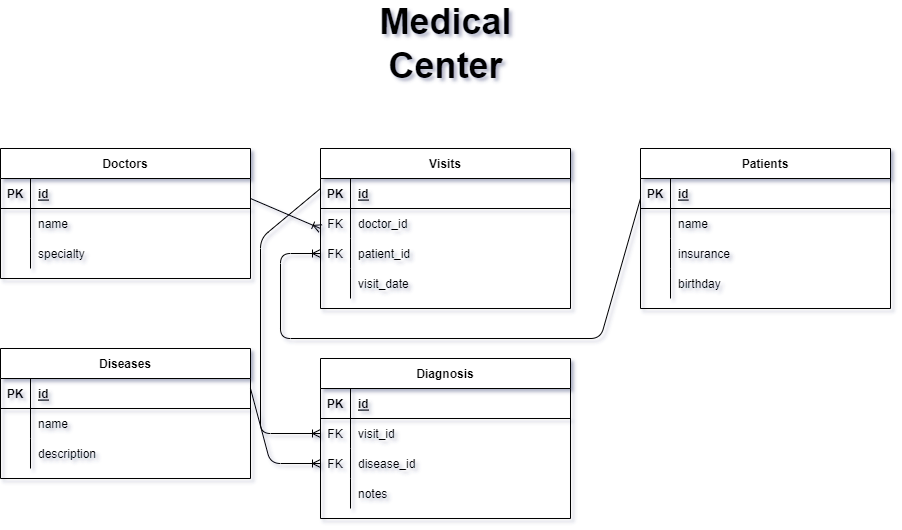 Medical
Center
Doctors
PK id
name
specialty
Visits
PK id
FK doctor_id
FK patient_id
visit_date
Patients
PK id
name
insurance
birthday
Diseases
PK id
name
description
Diagnosis
PK id
FK visit_id
FK disease_id
notes